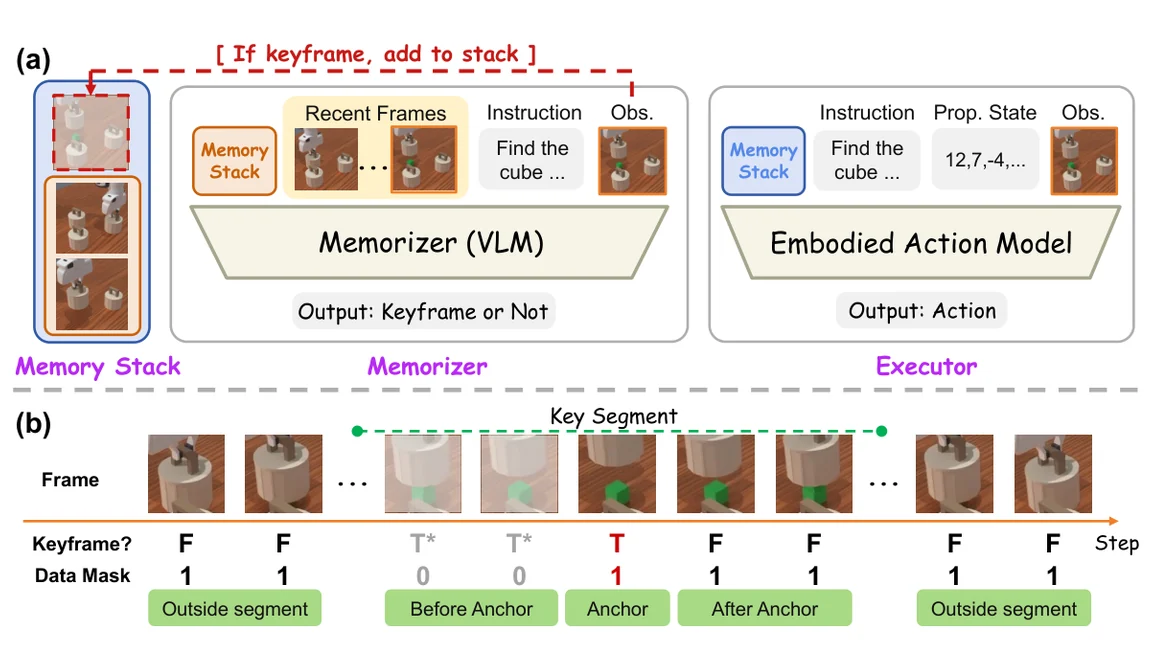 (a)
[ If keyframe, add to stack ]
Recent Frames
Instruction
Obs.
Memory
Stack
...
Find the
cube ...
Memorizer (VLM)
Output: Keyframe or Not
Instruction
Prop. State
Obs.
Memory
Stack
Find the
cube ...
12,7,-4,...
Embodied Action Model
Output: Action
Memory Stack
Memorizer
Executor
(b)
Key Segment
Frame
...
...
Keyframe? F F T* T* T F F F F Step
Data Mask 1 1 0 0 1 1 1 1 1
Outside segment Before Anchor Anchor After Anchor Outside segment